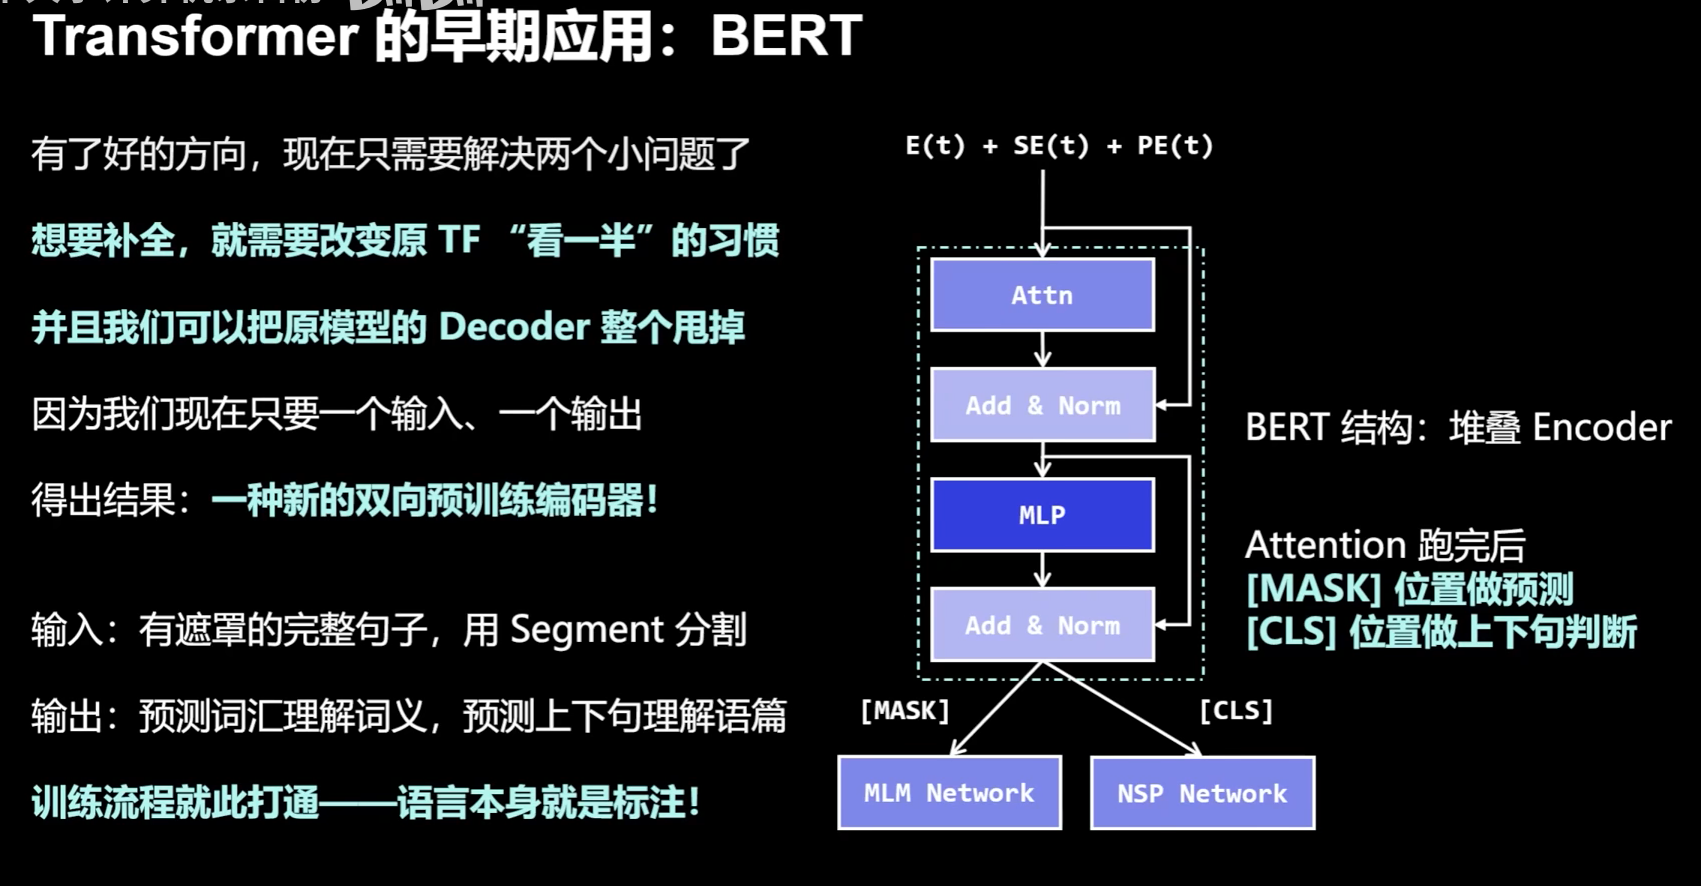 Transformer 的早期应用：BERT
有了好的方向，现在只需要解决两个小问题了
想要补全，就需要改变原 TF “看一半” 的习惯
并且我们可以把原模型的 Decoder 整个甩掉
因为我们现在只要一个输入、一个输出
得出结果：一种新的双向预训练编码器！
输入：有遮罩的完整句子，用 Segment 分割
输出：预测词汇理解词义，预测上下句理解语篇
训练流程就此打通——语言本身就是标注！
E(t) + SE(t) + PE(t)
Attn
Add & Norm
MLP
Add & Norm
[MASK]
[CLS]
MLM Network
NSP Network
BERT 结构：堆叠 Encoder
Attention 跑完后
[MASK] 位置做预测
[CLS] 位置做上下句判断